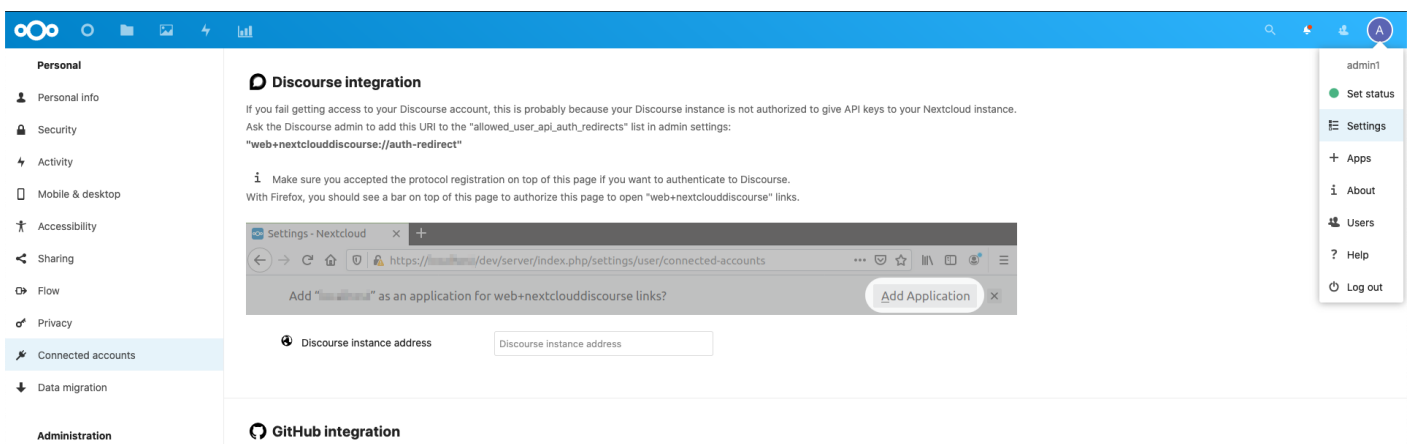 A
Personal
Personal info
Security
Activity
Mobile & desktop
Accessibility
Sharing
Flow
Privacy
Connected accounts
Data migration
Administration
Discourse integration
If you fail getting access to your Discourse account, this is probably because your Discourse instance is not authorized to give API keys to your Nextcloud instance.
Ask the Discourse admin to add this URI to the "allowed_user_api_auth_redirects" list in admin settings:
"web+nextclouddiscourse://auth-redirect"
Make sure you accepted the protocol registration on top of this page if you want to authenticate to Discourse.
With Firefox, you should see a bar on top of this page to authorize this page to open "web+nextclouddiscourse" links.
Settings - Nextcloud
https:// /dev/server/index.php/settings/user/connected-accounts
Add " " as an application for web+nextclouddiscourse links?
Add Application
Discourse instance address
Discourse instance address
GitHub integration
admin1
Set status
Settings
Apps
About
Users
Help
Log out